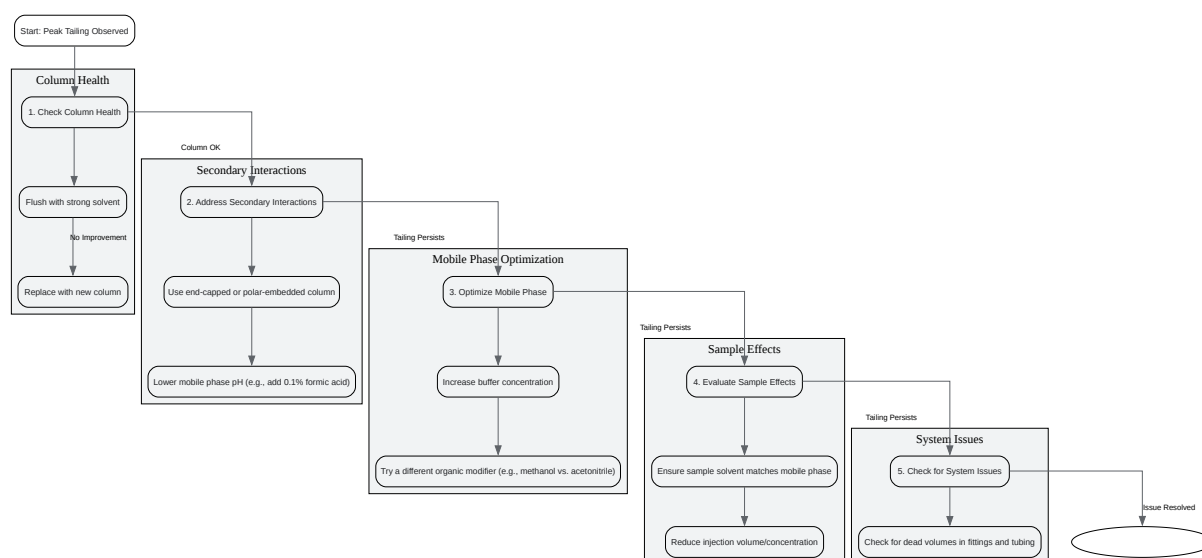 Start: Peak Tailing Observed
Column Health
1. Check Column Health
Column OK
Secondary Interactions
Flush with strong solvent
2. Address Secondary Interactions
No Improvement
Tailing Persists
Mobile Phase Optimization
Replace with new column
Use end-capped or polar-embedded column
3. Optimize Mobile Phase
Tailing Persists
Sample Effects
Lower mobile phase pH (e.g., add 0.1% formic acid)
Increase buffer concentration
4. Evaluate Sample Effects
Tailing Persists
System Issues
Try a different organic modifier (e.g., methanol vs. acetonitrile)
Ensure sample solvent matches mobile phase
5. Check for System Issues
Issue Resolved
Reduce injection volume/concentration
Check for dead volumes in fittings and tubing